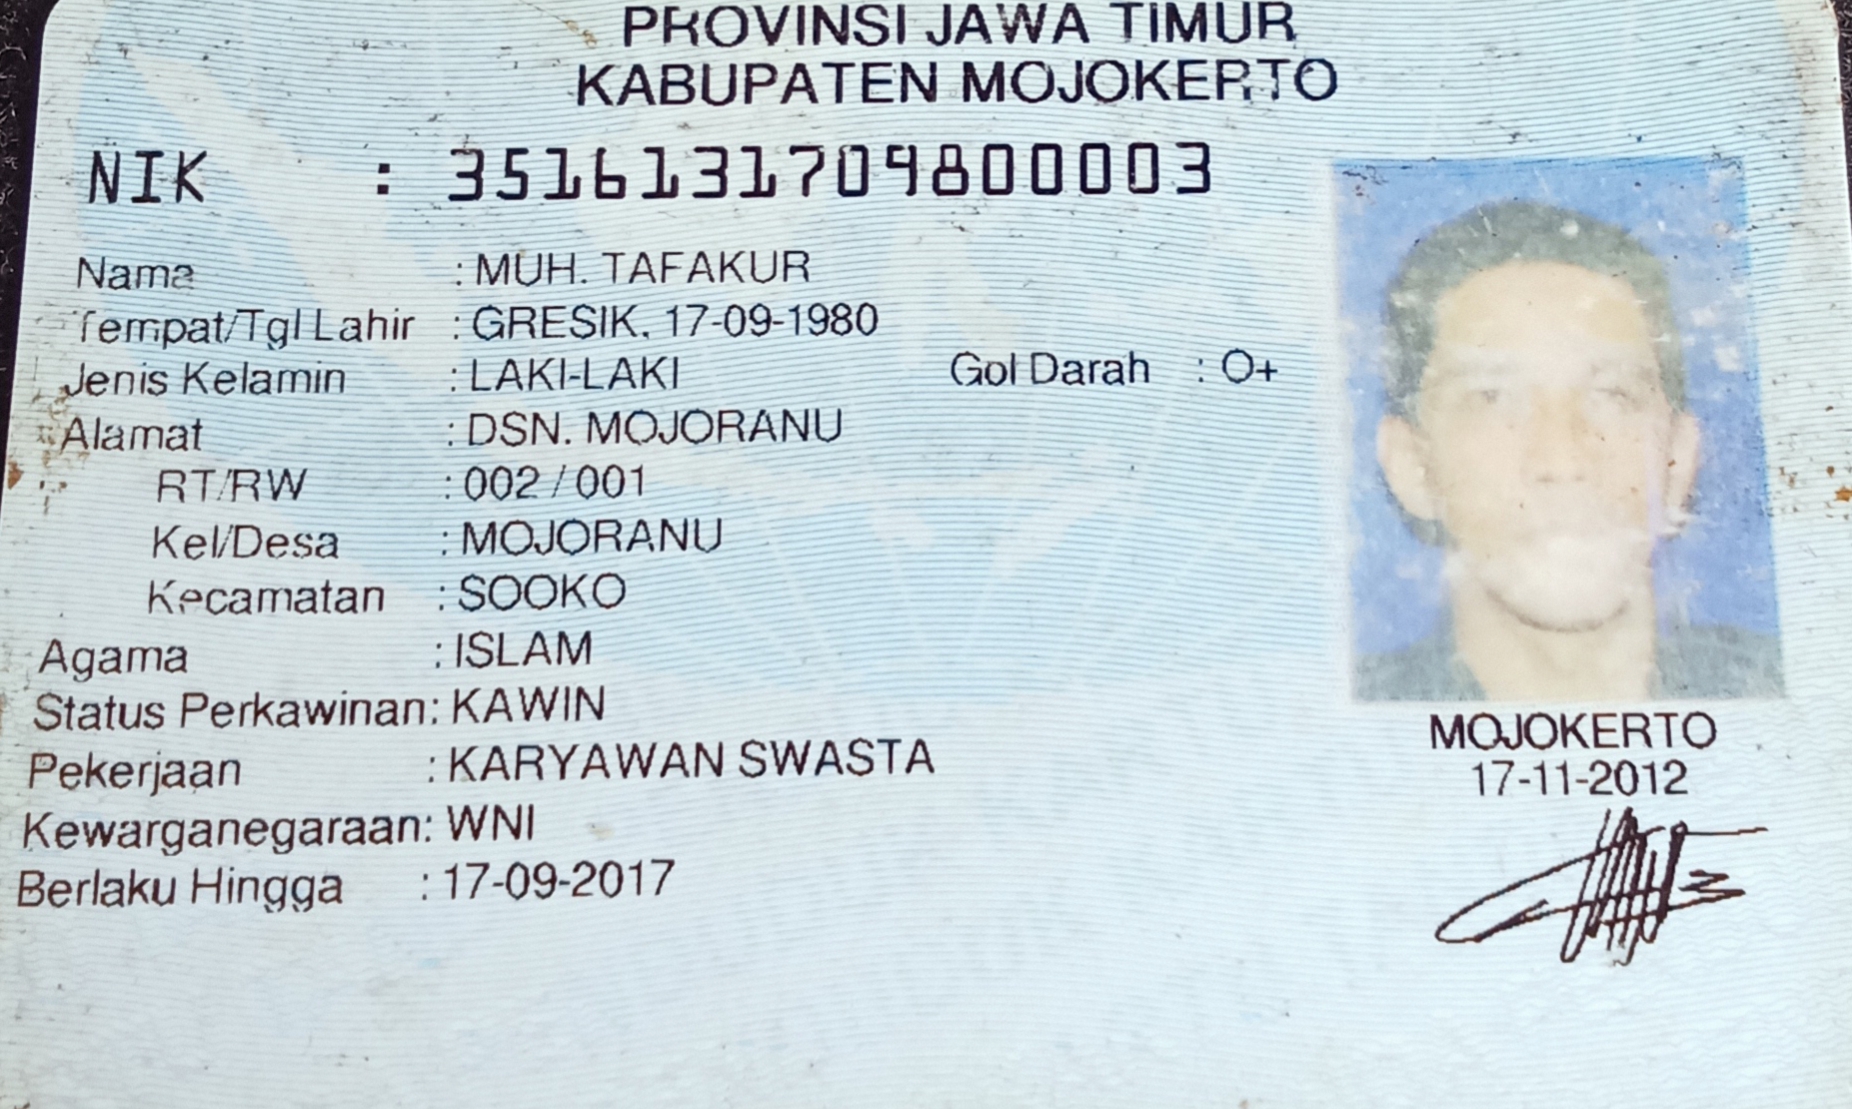 PROVINSI JAWA TIMUR
KABUPATEN MOJOKERTO
NIK : 3516131709800003
Nama : MUH. TAFAKUR
Tempat/Tgl Lahir : GRESIK, 17-09-1980
Jenis Kelamin : LAKI-LAKI Gol Darah : O+
Alamat : DSN. MOJORANU
RT/RW : 002 / 001
Kel/Desa : MOJORANU
Kecamatan : SOOKO
Agama : ISLAM
Status Perkawinan: KAWIN
Pekerjaan : KARYAWAN SWASTA
Kewarganegaraan: WNI
Berlaku Hingga : 17-09-2017
MOJOKERTO
17-11-2012